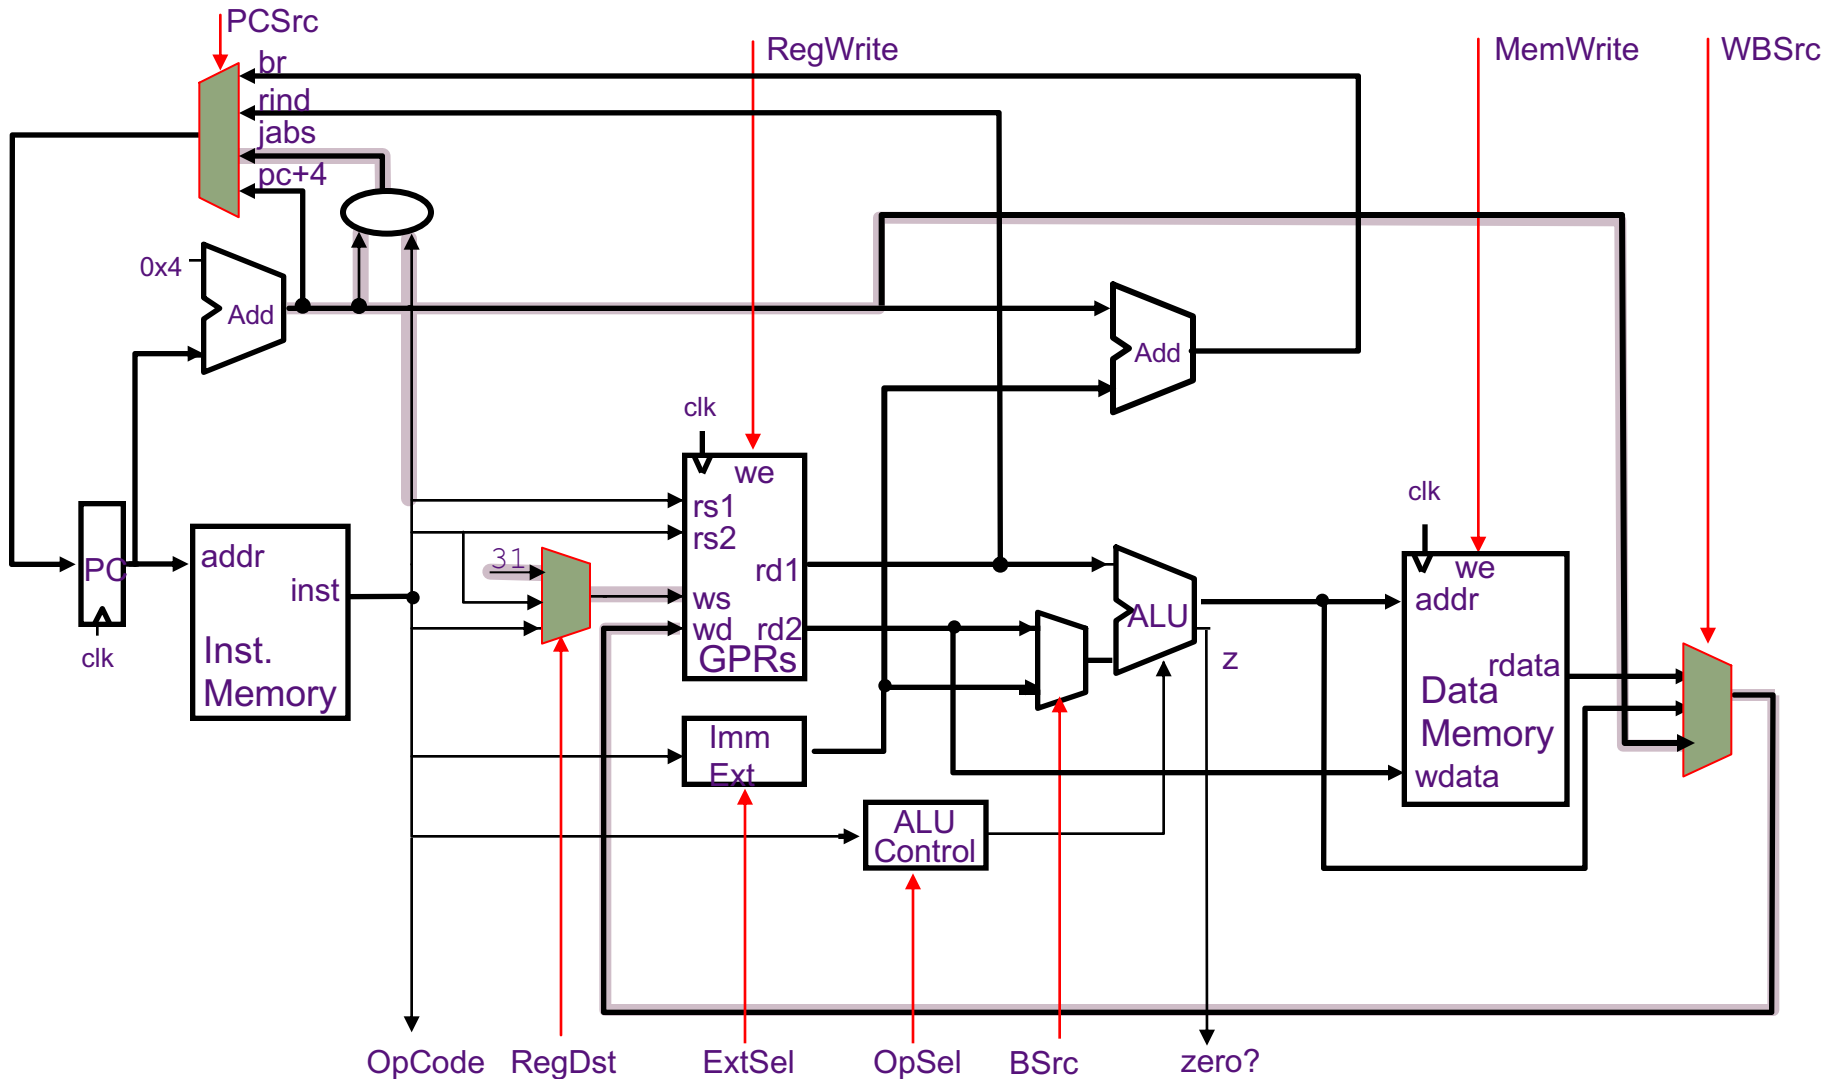 PCSrc
RegWrite
MemWrite
WBSrc
br
rind
jabs
pc+4
0x4
Add
Add
clk
we
rs1
rs2
31
rd1
ws
wd
rd2
GPRs
PC
clk
addr
inst
Inst.
Memory
ALU
z
clk
we
addr
rdata
Data
Memory
wdata
Imm
Ext
ALU
Control
OpCode
RegDst
ExtSel
OpSel
BSrc
zero?